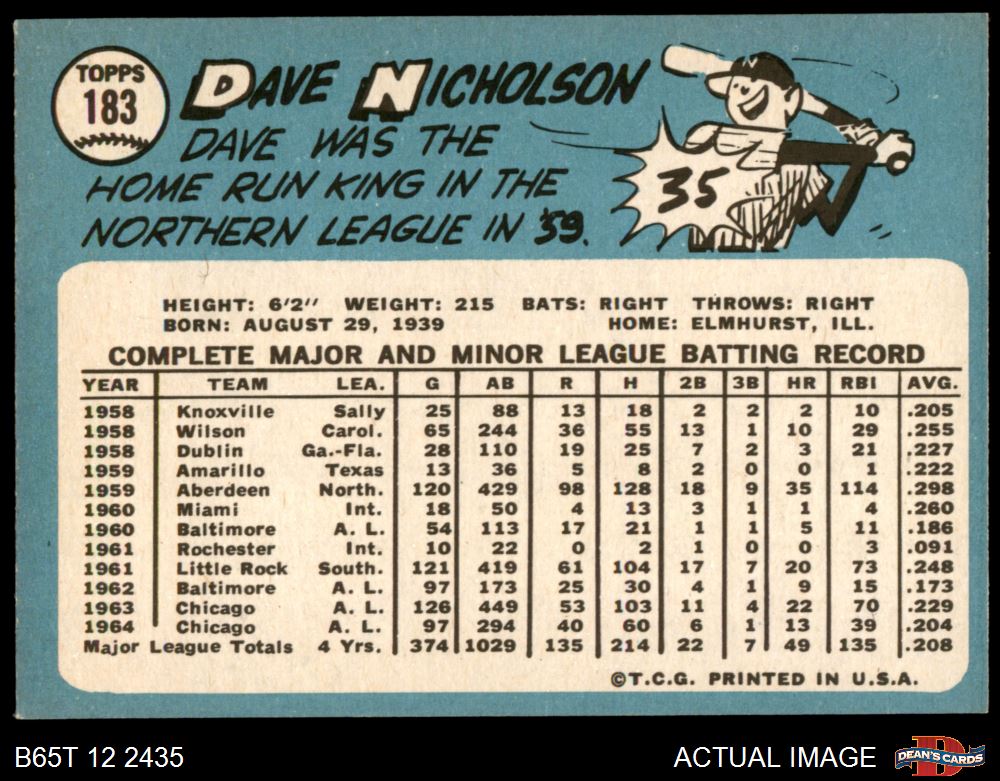 TOPPS
183
DAVE NICHOLSON
DAVE WAS THE
HOME RUN KING IN THE
NORTHERN LEAGUE IN '59.
35
HEIGHT: 6'2" WEIGHT: 215 BATS: RIGHT THROWS: RIGHT
BORN: AUGUST 29, 1939 HOME: ELMHURST, ILL.
COMPLETE MAJOR AND MINOR LEAGUE BATTING RECORD
YEAR TEAM LEA. G AB R H 2B 3B HR RBI AVG.
1958 Knoxville Sally 25 88 13 18 2 2 2 10 .205
1958 Wilson Carol. 65 244 36 55 13 1 10 29 .255
1958 Dublin Ga.-Fla. 28 110 19 25 7 2 3 21 .227
1959 Amarillo Texas 13 36 5 8 2 0 0 1 .222
1959 Aberdeen North. 120 429 98 128 18 9 35 114 .298
1960 Miami Int. 18 50 4 13 3 1 1 4 .260
1960 Baltimore A. L. 54 113 17 21 1 1 5 11 .186
1961 Rochester Int. 10 22 0 2 1 0 0 3 .091
1961 Little Rock South. 121 419 61 104 17 7 20 73 .248
1962 Baltimore A. L. 97 173 25 30 4 1 9 15 .173
1963 Chicago A. L. 126 449 53 103 11 4 22 70 .229
1964 Chicago A. L. 97 294 40 60 6 1 13 39 .204
Major League Totals 4 Yrs. 374 1029 135 214 22 7 49 135 .208
©T.C.G. PRINTED IN U.S.A.
B65T 12 2435 ACTUAL IMAGE
DEAN'S CARDS